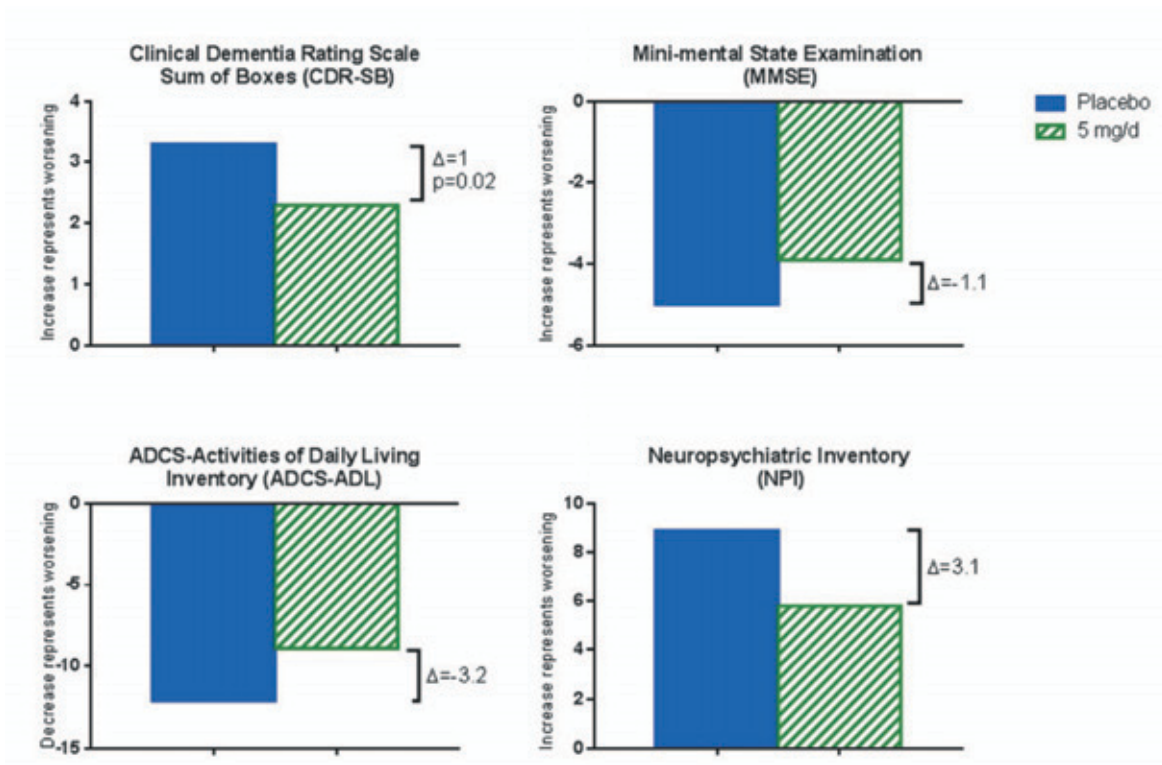 Clinical Dementia Rating Scale
Sum of Boxes (CDR-SB)
Increase represents worsening
4
3
2
1
0
Δ=1
p=0.02
Mini-mental State Examination
(MMSE)
Increase represents worsening
0
-2
-4
-6
Δ=-1.1
Placebo
5 mg/d
ADCS-Activities of Daily Living
Inventory (ADCS-ADL)
Decrease represents worsening
0
-5
-10
-15
Δ=-3.2
Neuropsychiatric Inventory
(NPI)
Increase represents worsening
10
8
6
4
2
0
Δ=3.1